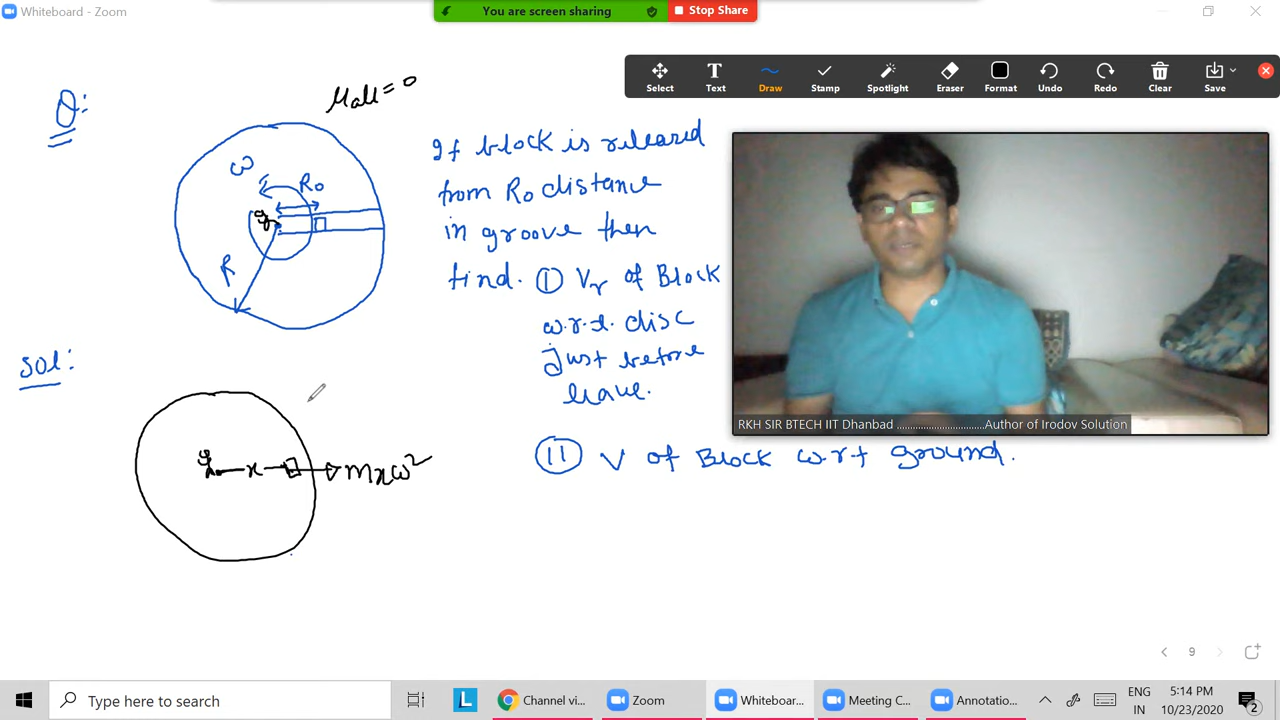 Whiteboard - Zoom
You are screen sharing
Stop Share
Select
Text
Draw
Stamp
Spotlight
Eraser
Format
Undo
Redo
Clear
Save
Q:
μall = 0
ω
R0
R
If block is released
from R0 distance
in groove then
find. (I) Vr of Block
w.r.t. disc
Just before
leave.
(II) V of Block w.r.t ground.
Sol:
x
mxω²
RKH SIR BTECH IIT Dhanbad .................................Author of Irodov Solution
9
Type here to search
L
Channel vi...
Zoom
Whiteboar...
Meeting C...
Annotatio...
ENG
IN
5:14 PM
10/23/2020
2